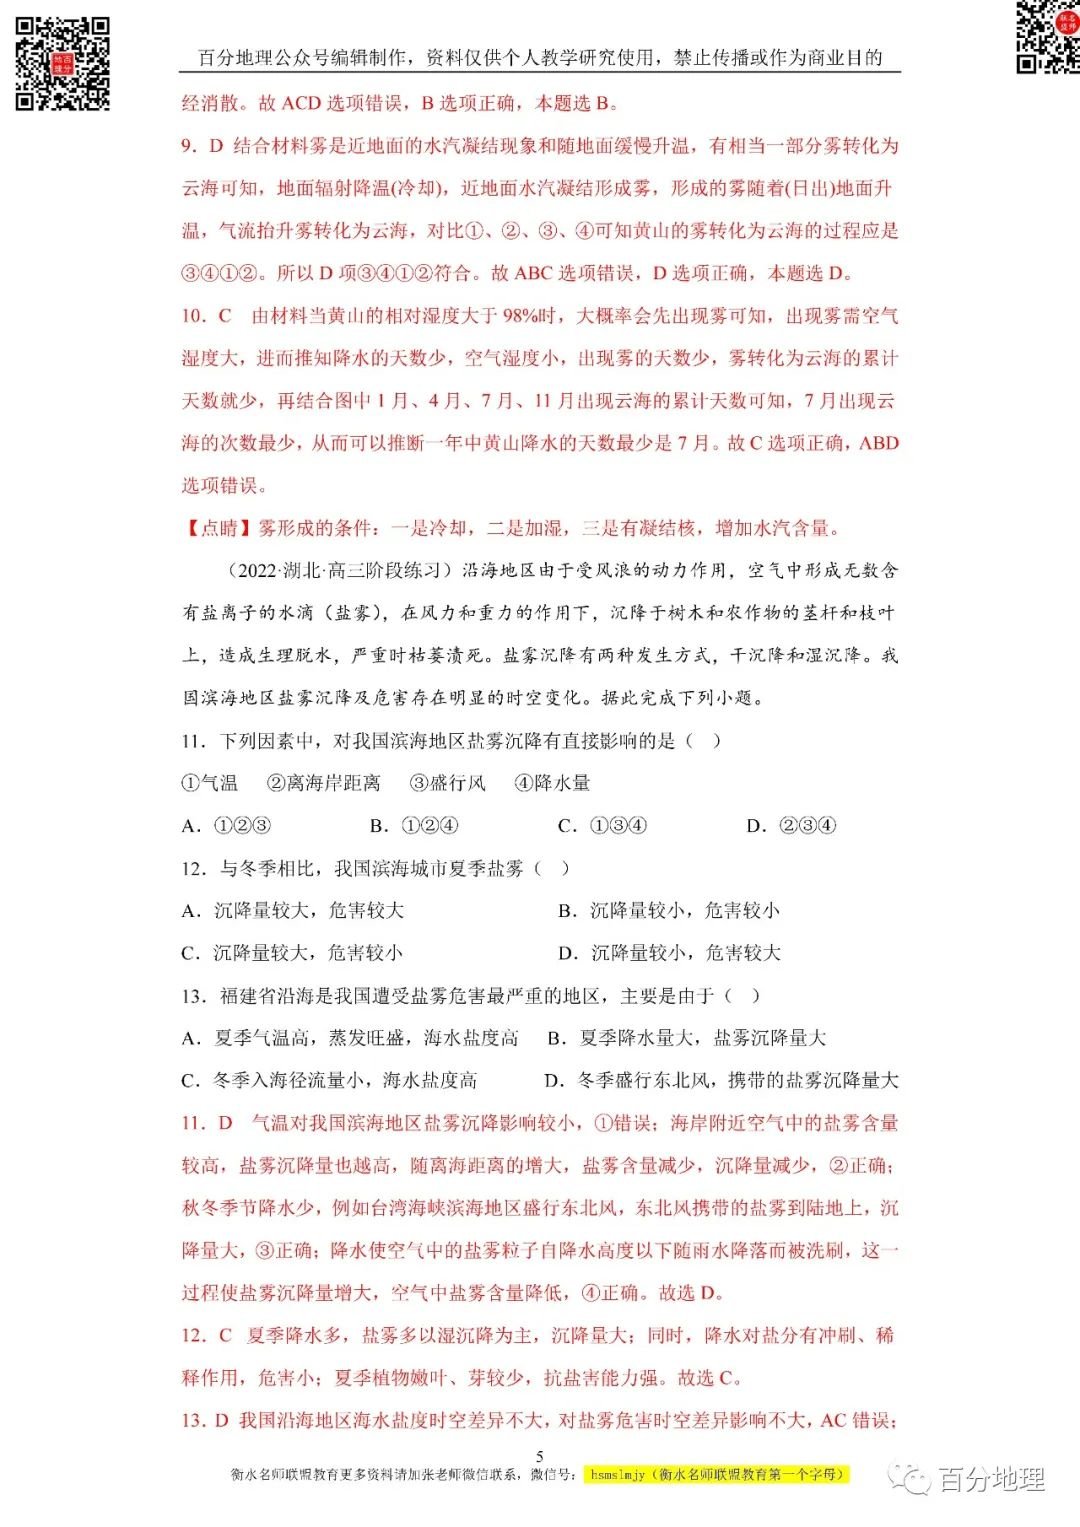 百分地理公众号编辑制作，资料仅供个人教学研究使用，禁止传播或作为商业目的
经消散。故 ACD 选项错误，B 选项正确，本题选 B。
9．D 结合材料雾是近地面的水汽凝结现象和随地面缓慢升温，有相当一部分雾转化为
云海可知，地面辐射降温(冷却)，近地面水汽凝结形成雾，形成的雾随着(日出)地面升
温，气流抬升雾转化为云海，对比①、②、③、④可知黄山的雾转化为云海的过程应是
③④①②。所以 D 项③④①②符合。故 ABC 选项错误，D 选项正确，本题选 D。
10．C 由材料当黄山的相对湿度大于 98%时，大概率会先出现雾可知，出现雾需空气
湿度大，进而推知降水的天数少，空气湿度小，出现雾的天数少，雾转化为云海的累计
天数就少，再结合图中 1 月、4 月、7 月、11 月出现云海的累计天数可知，7 月出现云
海的次数最少，从而可以推断一年中黄山降水的天数最少是 7 月。故 C 选项正确，ABD
选项错误。
【点睛】雾形成的条件：一是冷却，二是加湿，三是有凝结核，增加水汽含量。
（2022·湖北·高三阶段练习）沿海地区由于受风浪的动力作用，空气中形成无数含
有盐离子的水滴（盐雾），在风力和重力的作用下，沉降于树木和农作物的茎杆和枝叶
上，造成生理脱水，严重时枯萎溃死。盐雾沉降有两种发生方式，干沉降和湿沉降。我
国滨海地区盐雾沉降及危害存在明显的时空变化。据此完成下列小题。
11．下列因素中，对我国滨海地区盐雾沉降有直接影响的是（ ）
①气温 ②离海岸距离 ③盛行风 ④降水量
A．①②③ B．①②④ C．①③④ D．②③④
12．与冬季相比，我国滨海城市夏季盐雾（ ）
A．沉降量较大，危害较大 B．沉降量较小，危害较小
C．沉降量较大，危害较小 D．沉降量较小，危害较大
13．福建省沿海是我国遭受盐雾危害最严重的地区，主要是由于（ ）
A．夏季气温高，蒸发旺盛，海水盐度高 B．夏季降水量大，盐雾沉降量大
C．冬季入海径流量小，海水盐度高 D．冬季盛行东北风，携带的盐雾沉降量大
11．D 气温对我国滨海地区盐雾沉降影响较小，①错误；海岸附近空气中的盐雾含量
较高，盐雾沉降量也越高，随离海距离的增大，盐雾含量减少，沉降量减少，②正确；
秋冬季节降水少，例如台湾海峡滨海地区盛行东北风，东北风携带的盐雾到陆地上，沉
降量大，③正确；降水使空气中的盐雾粒子自降水高度以下随雨水降落而被洗刷，这一
过程使盐雾沉降量增大，空气中盐雾含量降低，④正确。故选 D。
12．C 夏季降水多，盐雾多以湿沉降为主，沉降量大；同时，降水对盐分有冲刷、稀
释作用，危害小；夏季植物嫩叶、芽较少，抗盐害能力强。故选 C。
13．D 我国沿海地区海水盐度时空差异不大，对盐雾危害时空差异影响不大，AC 错误；
5
衡水名师联盟教育更多资料请加张老师微信联系，微信号： hsmslmjy（衡水名师联盟教育第一个字母）
百分地理